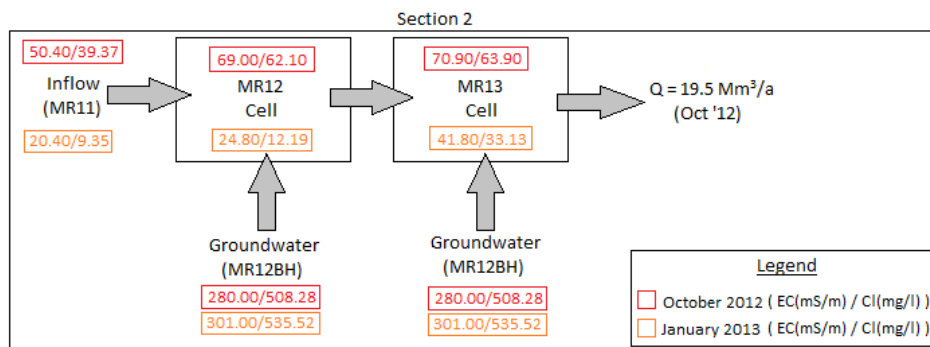 Section 2
50.40/39.37
Inflow
(MR11)
20.40/9.35
69.00/62.10
MR12
Cell
24.80/12.19
70.90/63.90
MR13
Cell
41.80/33.13
Q = 19.5 Mm³/a
(Oct '12)
Groundwater
(MR12BH)
280.00/508.28
301.00/535.52
Groundwater
(MR12BH)
280.00/508.28
301.00/535.52
Legend
October 2012 ( EC(mS/m) / Cl(mg/l) )
January 2013 ( EC(mS/m) / Cl(mg/l) )